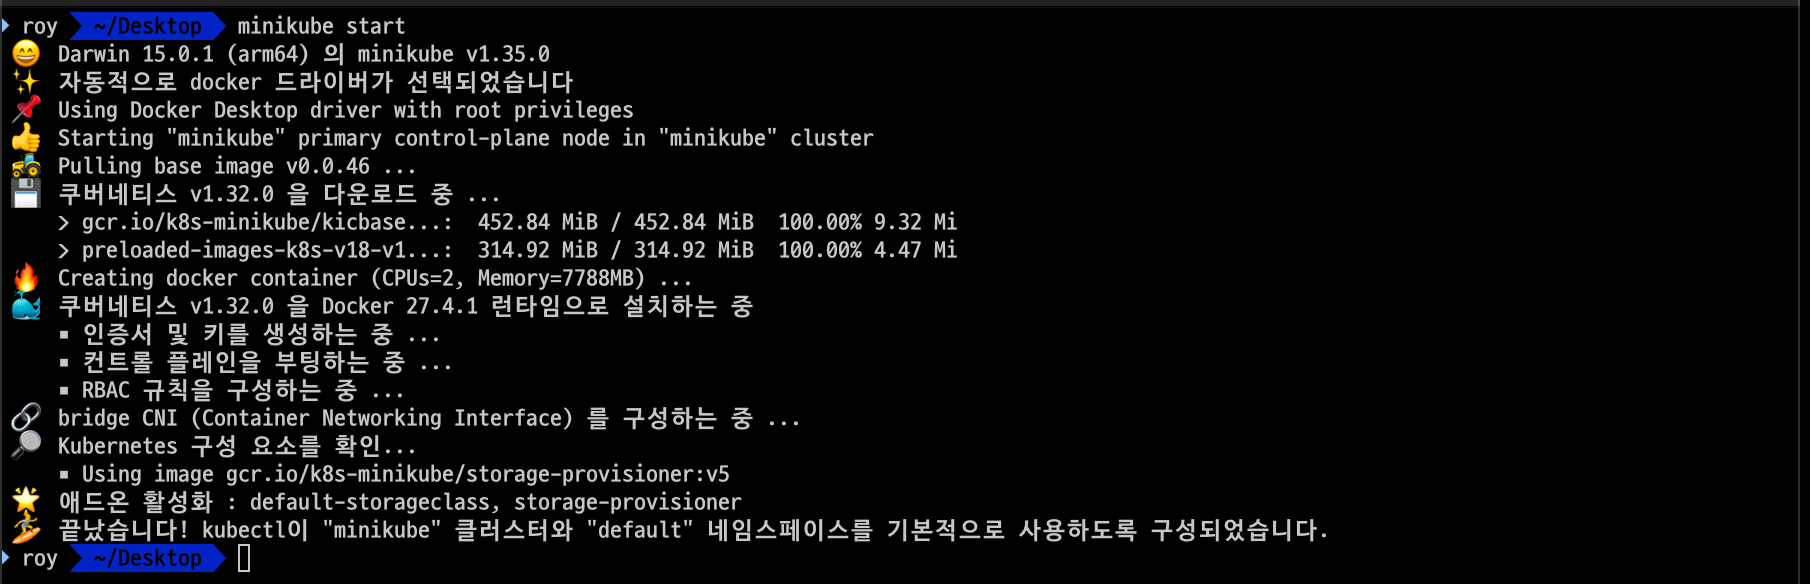 roy ~/Desktop minikube start
😄 Darwin 15.0.1 (arm64) 의 minikube v1.35.0
✨ 자동적으로 docker 드라이버가 선택되었습니다
📌 Using Docker Desktop driver with root privileges
👍 Starting "minikube" primary control-plane node in "minikube" cluster
🚜 Pulling base image v0.0.46 ...
💾 쿠버네티스 v1.32.0 을 다운로드 중 ...
> gcr.io/k8s-minikube/kicbase...: 452.84 MiB / 452.84 MiB 100.00% 9.32 Mi
> preloaded-images-k8s-v18-v1...: 314.92 MiB / 314.92 MiB 100.00% 4.47 Mi
🔥 Creating docker container (CPUs=2, Memory=7788MB) ...
🐳 쿠버네티스 v1.32.0 을 Docker 27.4.1 런타임으로 설치하는 중
▪ 인증서 및 키를 생성하는 중 ...
▪ 컨트롤 플레인을 부팅하는 중 ...
▪ RBAC 규칙을 구성하는 중 ...
🔗 bridge CNI (Container Networking Interface) 를 구성하는 중 ...
🔎 Kubernetes 구성 요소를 확인...
▪ Using image gcr.io/k8s-minikube/storage-provisioner:v5
🌟 애드온 활성화 : default-storageclass, storage-provisioner
🏄 끝났습니다! kubectl이 "minikube" 클러스터와 "default" 네임스페이스를 기본적으로 사용하도록 구성되었습니다.
roy ~/Desktop